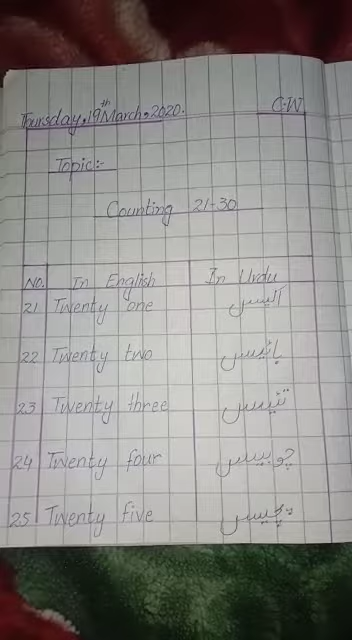 Thursday, 19th March, 2020.
C.W
Topic:-
Counting 21-30
No. In English In Urdu
21 Twenty one اکیس
22 Twenty two بائیس
23 Twenty three تئیس
24 Twenty four چوبیس
25 Twenty five پچیس